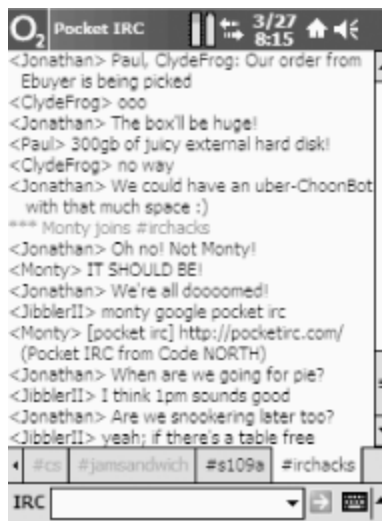 O2 Pocket IRC 3/27
8:15
<Jonathan> Paul, ClydeFrog: Our order from
Ebuyer is being picked
<ClydeFrog> ooo
<Jonathan> The box'll be huge!
<Paul> 300gb of juicy external hard disk!
<ClydeFrog> no way
<Jonathan> We could have an uber-ChoonBot
with that much space :)
*** Monty joins #irchacks
<Jonathan> Oh no! Not Monty!
<Monty> IT SHOULD BE!
<Jonathan> We're all doooomed!
<JibblerII> monty google pocket irc
<Monty> [pocket irc] http://pocketirc.com/
(Pocket IRC from Code NORTH)
<Jonathan> When are we going for pie?
<JibblerII> I think 1pm sounds good
<Jonathan> Are we snookering later too?
<JibblerII> yeah; if there's a table free
#cs #jamsandwich #s109a #irchacks
IRC